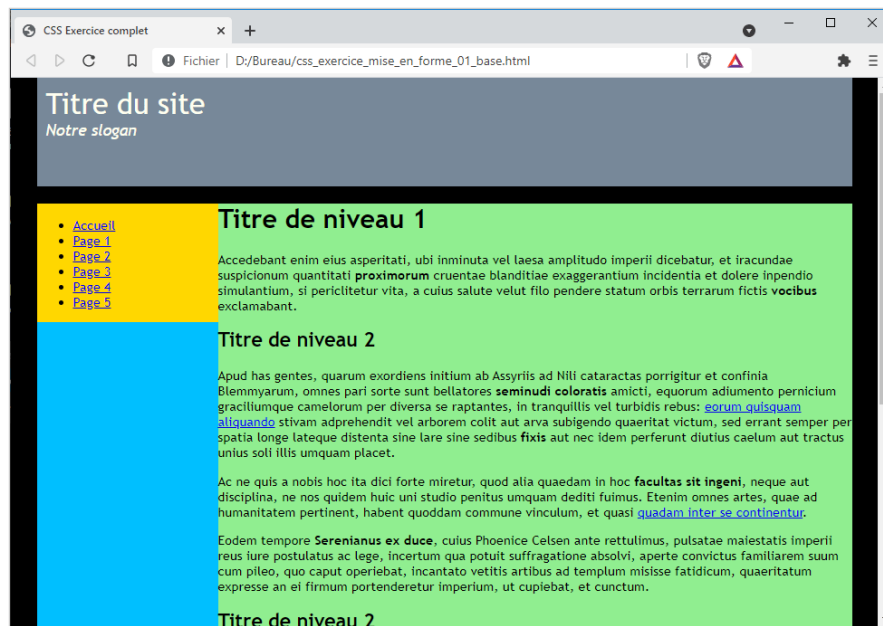 CSS Exercice complet
Fichier D:/Bureau/css_exercice_mise_en_forme_01_base.html
Titre du site
Notre slogan
Accueil
Page 1
Page 2
Page 3
Page 4
Page 5
Titre de niveau 1
Accedebant enim eius asperitati, ubi inminuta vel laesa amplitudo imperii dicebatur, et iracundae
suspicionum quantitati proximorum cruentae blanditiae exaggerantium incidentia et dolere inpendio
simulantium, si periclitetur vita, a cuius salute velut filo pendere statum orbis terrarum fictis vocibus
exclamabant.
Titre de niveau 2
Apud has gentes, quarum exordiens initium ab Assyriis ad Nili cataractas porrigitur et confinia
Blemmyarum, omnes pari sorte sunt bellatores seminudi coloratis amicti, equorum adiumento pernicium
graciliumque camelorum per diversa se raptantes, in tranquillis vel turbidis rebus: eorum quisquam
aliquando stivam adprehendit vel arborem colit aut arva subigendo quaeritat victum, sed errant semper per
spatia longe lateque distenta sine lare sine sedibus fixis aut nec idem perferunt diutius caelum aut tractus
unius soli illis umquam placet.
Ac ne quis a nobis hoc ita dici forte miretur, quod alia quaedam in hoc facultas sit ingeni, neque aut
disciplina, ne nos quidem huic uni studio penitus umquam dediti fuimus. Etenim omnes artes, quae ad
humanitatem pertinent, habent quoddam commune vinculum, et quasi quadam inter se continentur.
Eodem tempore Serenianus ex duce, cuius Phoenice Celsen ante rettulimus, pulsatae maiestatis imperii
reus iure postulatus ac lege, incertum qua potuit suffragatione absolvi, aperte convictus familiarem suum
cum pileo, quo caput operiebat, incantato vetitis artibus ad templum misisse fatidicum, quaeritatum
expresse an ei firmum portenderetur imperium, ut cupiebat, et cunctum.
Titre de niveau 2